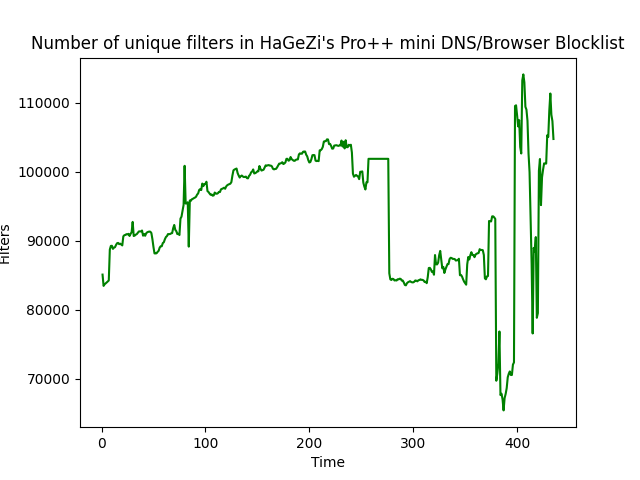 Number of unique filters in HaGeZi's Pro++ mini DNS/Browser Blocklist
110000
100000
90000
80000
70000
Filters
0 100 200 300 400
Time